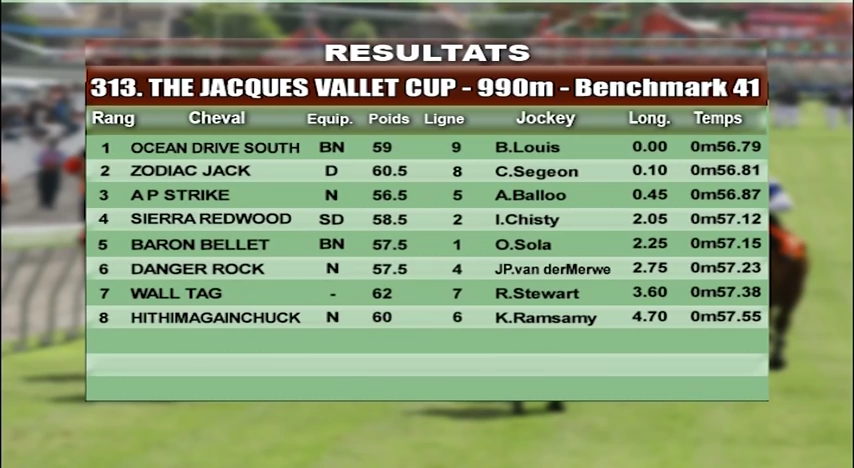 RESULTATS
313. THE JACQUES VALLET CUP - 990m - Benchmark 41
Rang Cheval Equip. Poids Ligne Jockey Long. Temps
1 OCEAN DRIVE SOUTH BN 59 9 B.Louis 0.00 0m56.79
2 ZODIAC JACK D 60.5 8 C.Segeon 0.10 0m56.81
3 A P STRIKE N 56.5 5 A.Balloo 0.45 0m56.87
4 SIERRA REDWOOD SD 58.5 2 I.Chisty 2.05 0m57.12
5 BARON BELLET BN 57.5 1 O.Sola 2.25 0m57.15
6 DANGER ROCK N 57.5 4 JP.van derMerwe 2.75 0m57.23
7 WALL TAG - 62 7 R.Stewart 3.60 0m57.38
8 HITHIMAGAINCHUCK N 60 6 K.Ramsamy 4.70 0m57.55